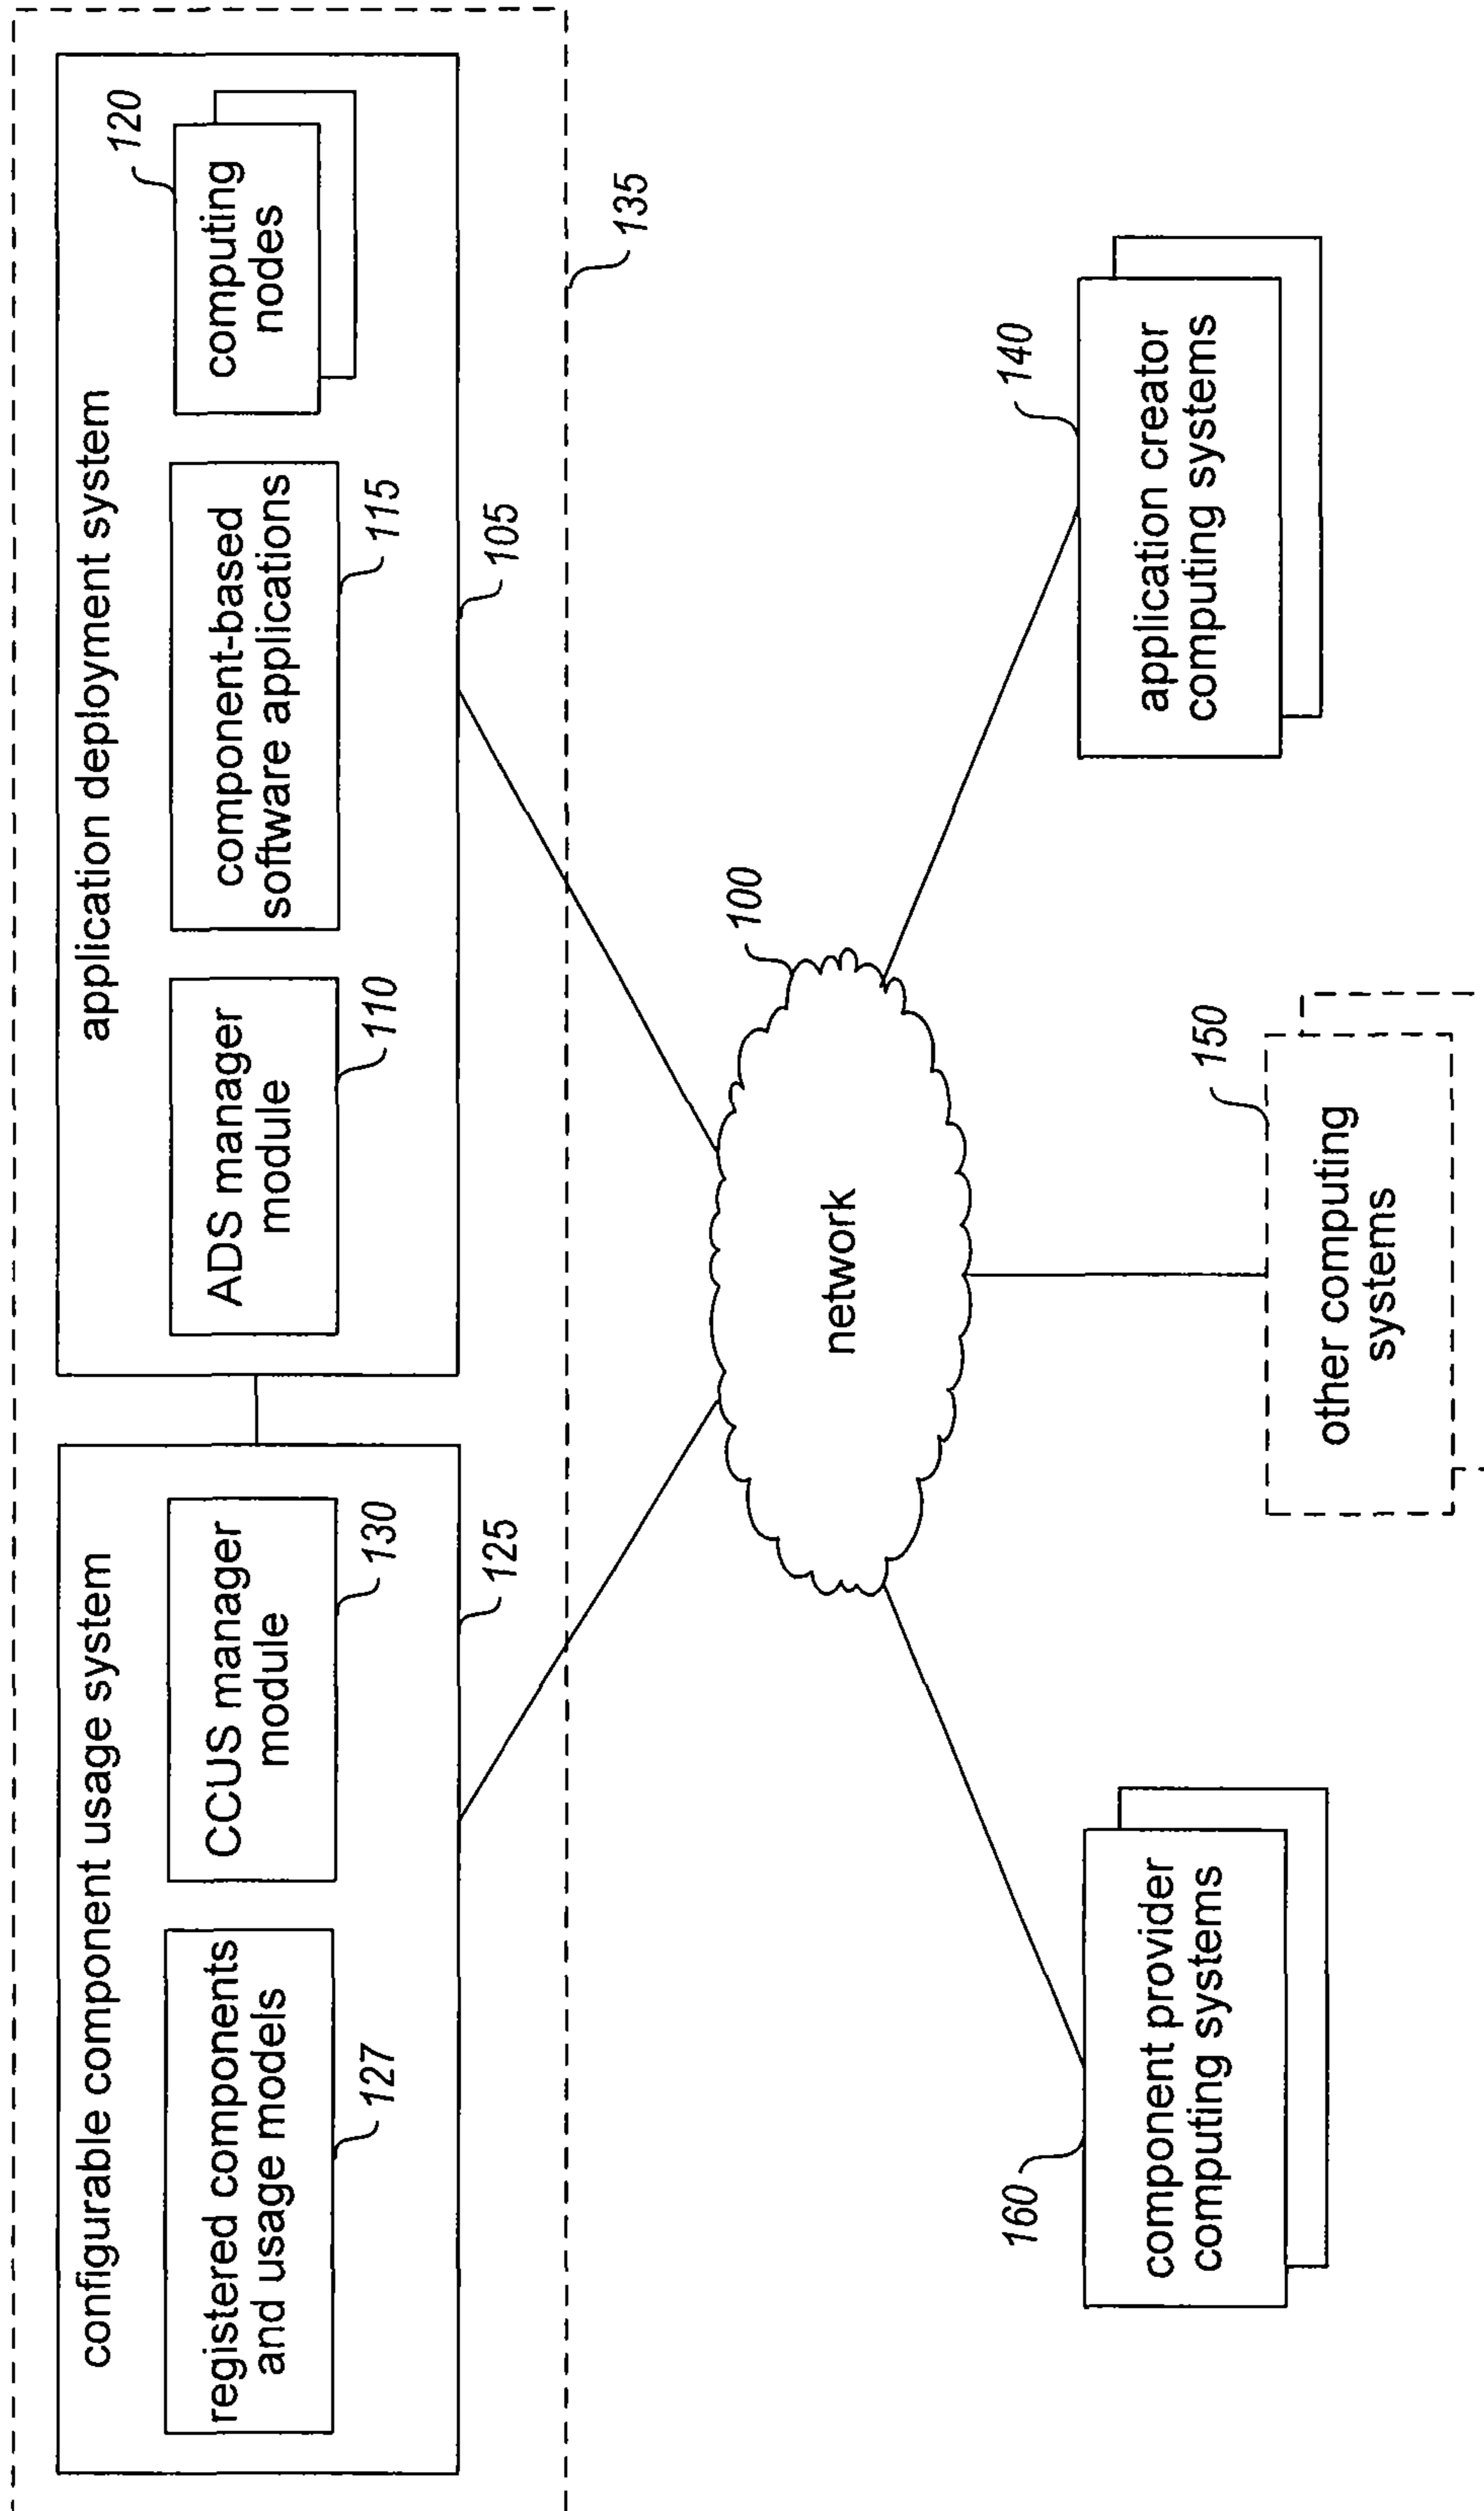 configurable component usage system
registered components
and usage models
127
CCUS manager
module
130
125
application deployment system
ADS manager
module
110
component-based
software applications
115
computing
nodes
120
105
135
network
100
component provider
computing systems
160
other computing
systems
150
application creator
computing systems
140